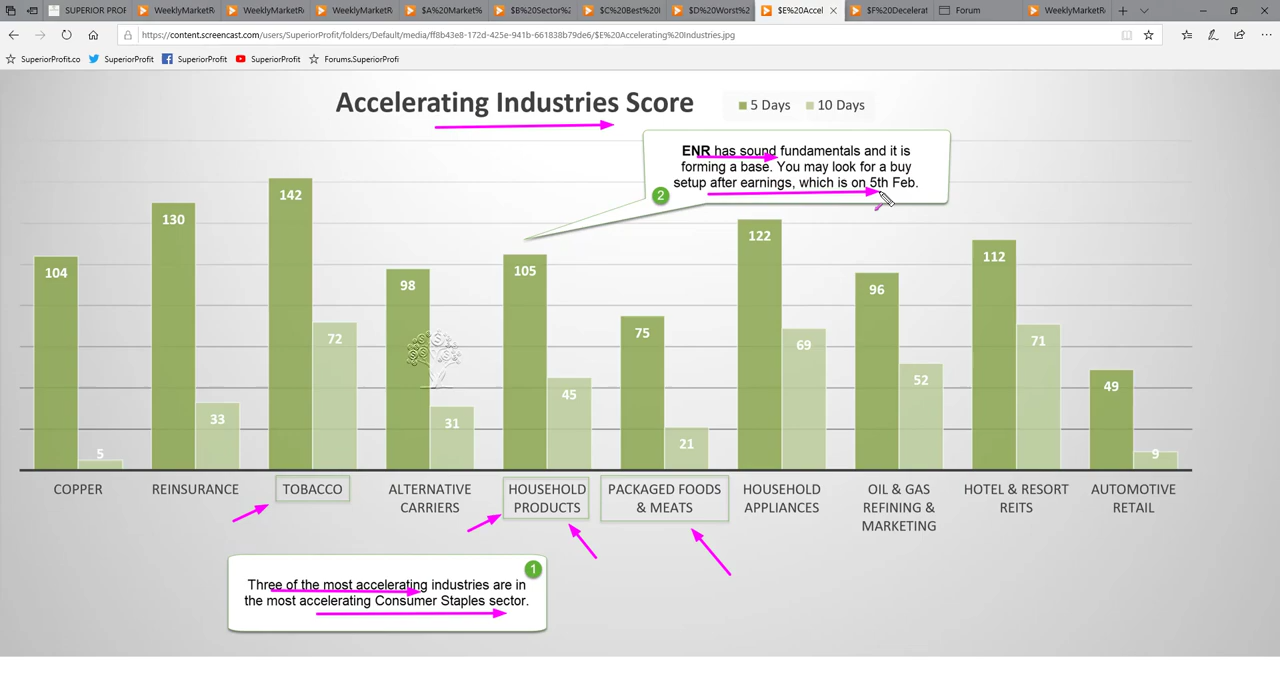 SUPERIOR PROF
WeeklyMarketR
WeeklyMarketR
WeeklyMarketR
$A%20Market%
$B%20Sector%2
$C%20Best%20I
$D%20Worst%2
$E%20Accel
$F%20Decelerat
Forum
WeeklyMarketR
https://content.screencast.com/users/SuperiorProfit/folders/Default/media/ff8b43e8-172d-425e-941b-661838b79de6/$E%20Accelerating%20Industries.jpg
SuperiorProfit.co
SuperiorProfit
SuperiorProfit
SuperiorProfit
Forums.SuperiorProfi
Accelerating Industries Score
5 Days
10 Days
ENR has sound fundamentals and it is
forming a base. You may look for a buy
setup after earnings, which is on 5th Feb.
2
104
5
130
33
142
72
98
31
105
45
75
21
122
69
96
52
112
71
49
9
COPPER
REINSURANCE
TOBACCO
ALTERNATIVE
CARRIERS
HOUSEHOLD
PRODUCTS
PACKAGED FOODS
& MEATS
HOUSEHOLD
APPLIANCES
OIL & GAS
REFINING &
MARKETING
HOTEL & RESORT
REITS
AUTOMOTIVE
RETAIL
1
Three of the most accelerating industries are in
the most accelerating Consumer Staples sector.